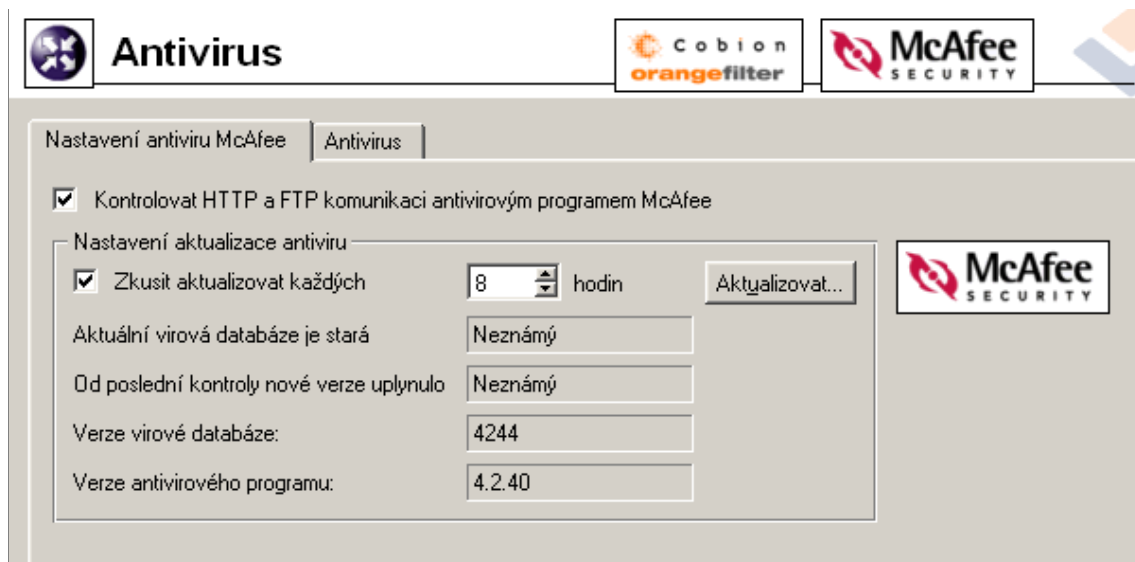 Antivirus
Cobion
orangefilter
McAfee
SECURITY
Nastavení antiviru McAfee
Antivirus
Kontrolovat HTTP a FTP komunikaci antivirovým programem McAfee
Nastavení aktualizace antiviru
Zkusit aktualizovat každých 8 hodin Aktualizovat...
McAfee
SECURITY
Aktuální virová databáze je stará Neznámý
Od poslední kontroly nové verze uplynulo Neznámý
Verze virové databáze: 4244
Verze antivirového programu: 4.2.40